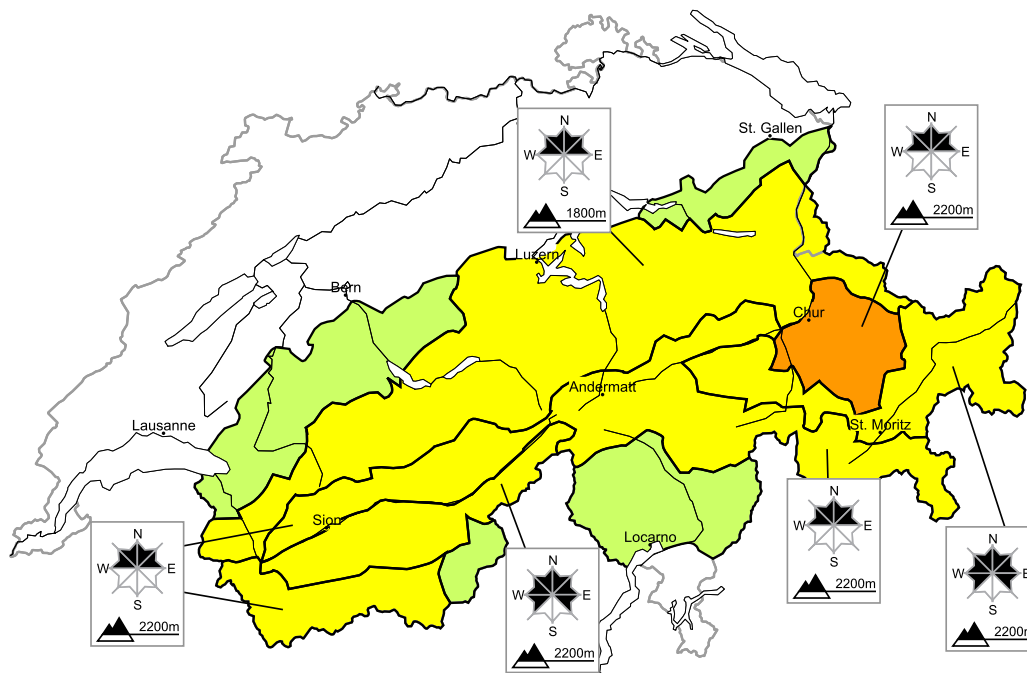 N
W E
S
1800m
St. Gallen
N
W E
S
2200m
Luzern
Bern
Chur
Andermatt
Lausanne
St. Moritz
Sion
Locarno
N
W E
S
2200m
N
W E
S
2200m
N
W E
S
2200m
N
W E
S
2200m